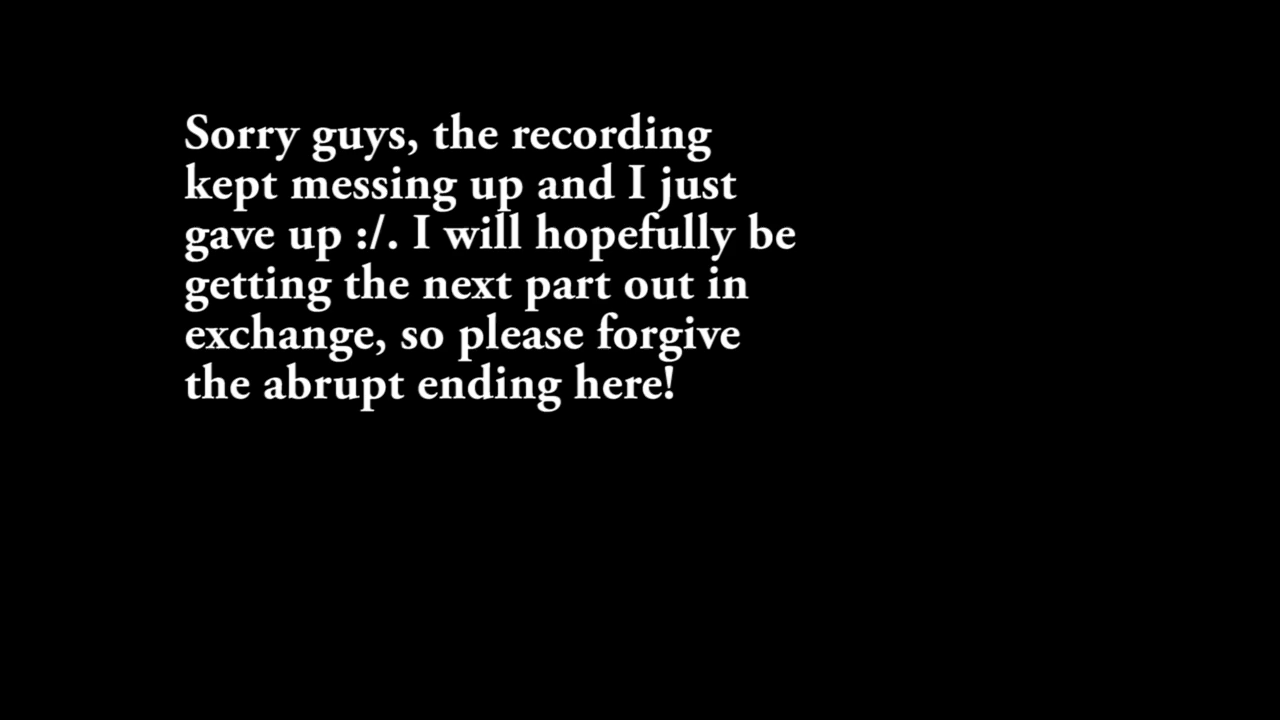 Sorry guys, the recording
kept messing up and I just
gave up :/. I will hopefully be
getting the next part out in
exchange, so please forgive
the abrupt ending here!